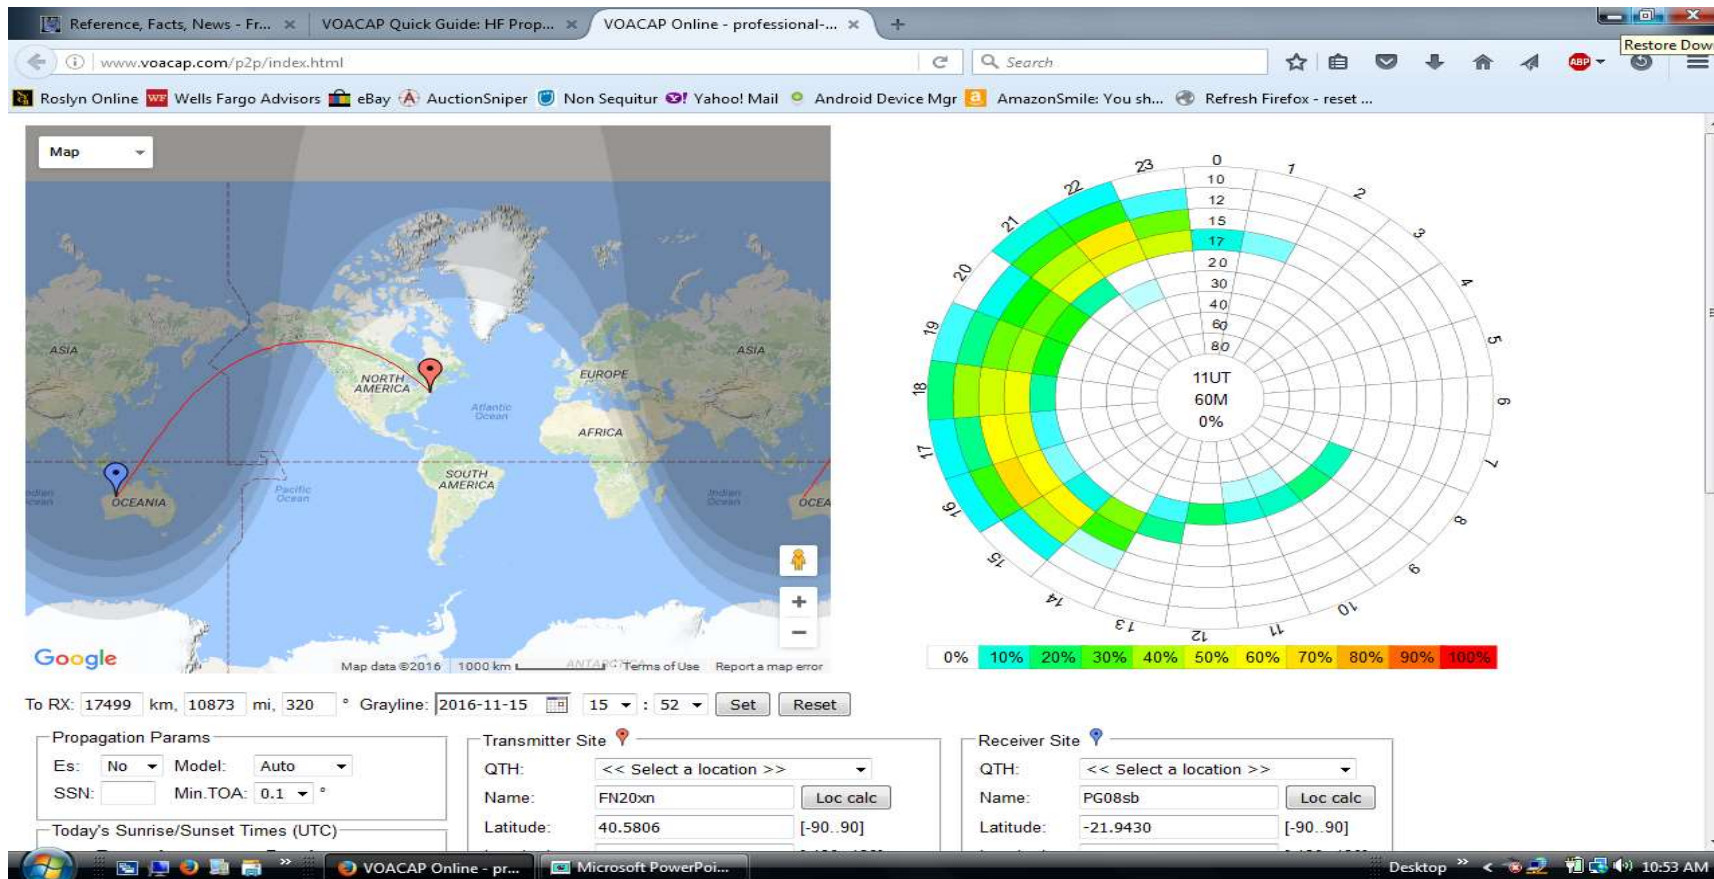 Reference, Facts, News - Fr... × VOACAP Quick Guide: HF Prop... × VOACAP Online - professional-... × +
Restore Dow
www.voacap.com/p2p/index.html Search ABP
Roslyn Online WF Wells Fargo Advisors eBay AuctionSniper Non Sequitur Yahoo! Mail Android Device Mgr AmazonSmile: You sh... Refresh Firefox - reset ...
Map
ASIA
NORTH AMERICA
EUROPE
ASIA
Atlantic Ocean
AFRICA
SOUTH AMERICA
Pacific Ocean
Indian Ocean
OCEANIA
OCEA
Google
Map data ©2016 1000 km Terms of Use Report a map error
0 1 2 3 4 5 6 7 8 9 10 11 12 13 14 15 16 17 18 19 20 21 22 23
10
12
15
17
20
30
40
60
80
11UT
60M
0%
0% 10% 20% 30% 40% 50% 60% 70% 80% 90% 100%
To RX: 17499 km, 10873 mi, 320 ° Grayline: 2016-11-15 15 : 52 Set Reset
Propagation Params
Es: No Model: Auto
SSN: Min.TOA: 0.1 °
Today's Sunrise/Sunset Times (UTC)
Transmitter Site
QTH: << Select a location >>
Name: FN20xn Loc calc
Latitude: 40.5806 [-90..90]
Receiver Site
QTH: << Select a location >>
Name: PG08sb Loc calc
Latitude: -21.9430 [-90..90]
VOACAP Online - pr... Microsoft PowerPoi... Desktop 10:53 AM